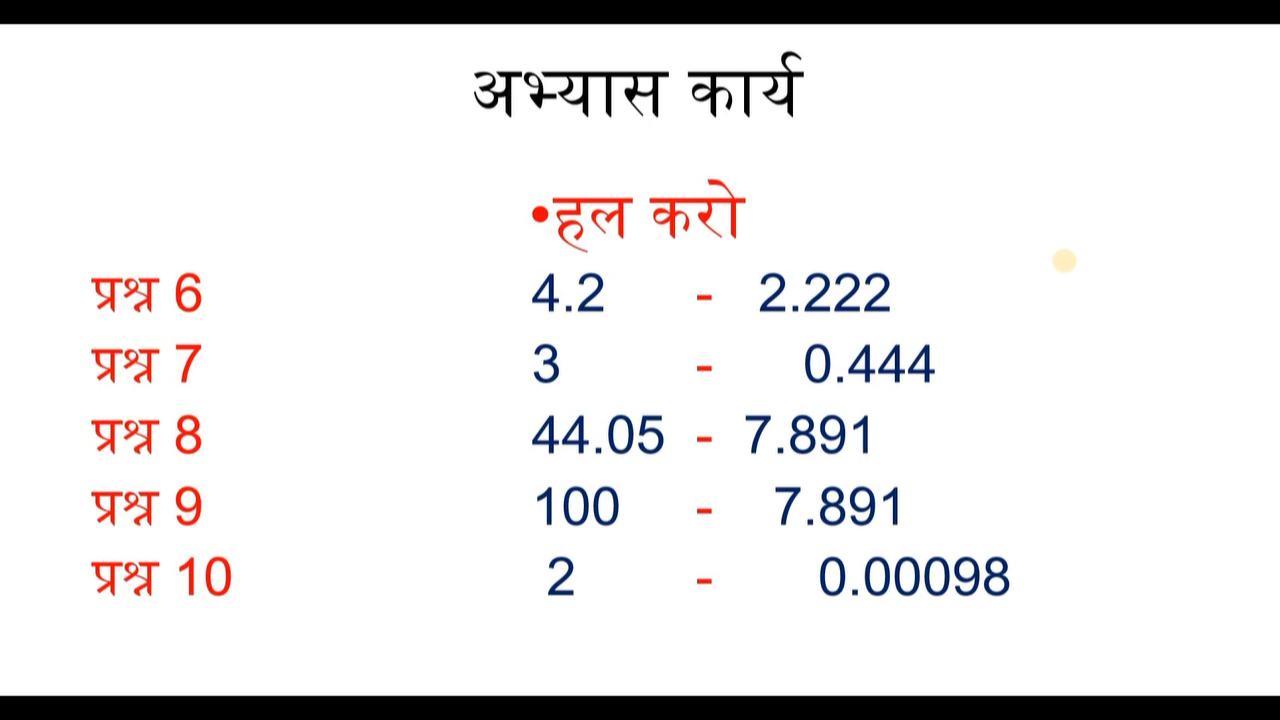 अभ्यास कार्य
•हल करो
प्रश्न 6 4.2 - 2.222
प्रश्न 7 3 - 0.444
प्रश्न 8 44.05 - 7.891
प्रश्न 9 100 - 7.891
प्रश्न 10 2 - 0.00098